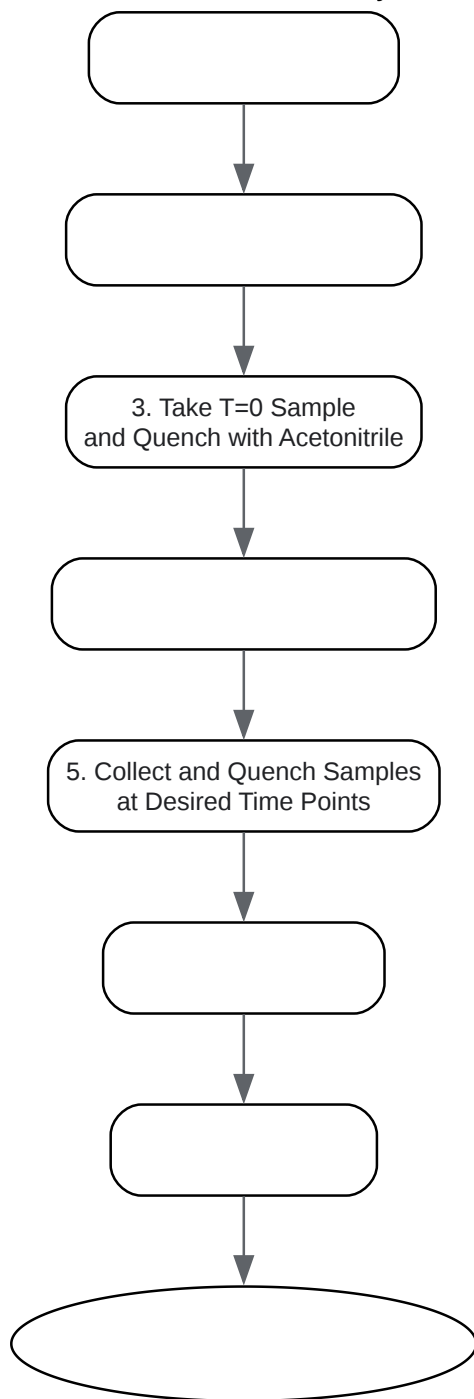 3. Take T=0 Sample
and Quench with Acetonitrile
5. Collect and Quench Samples
at Desired Time Points